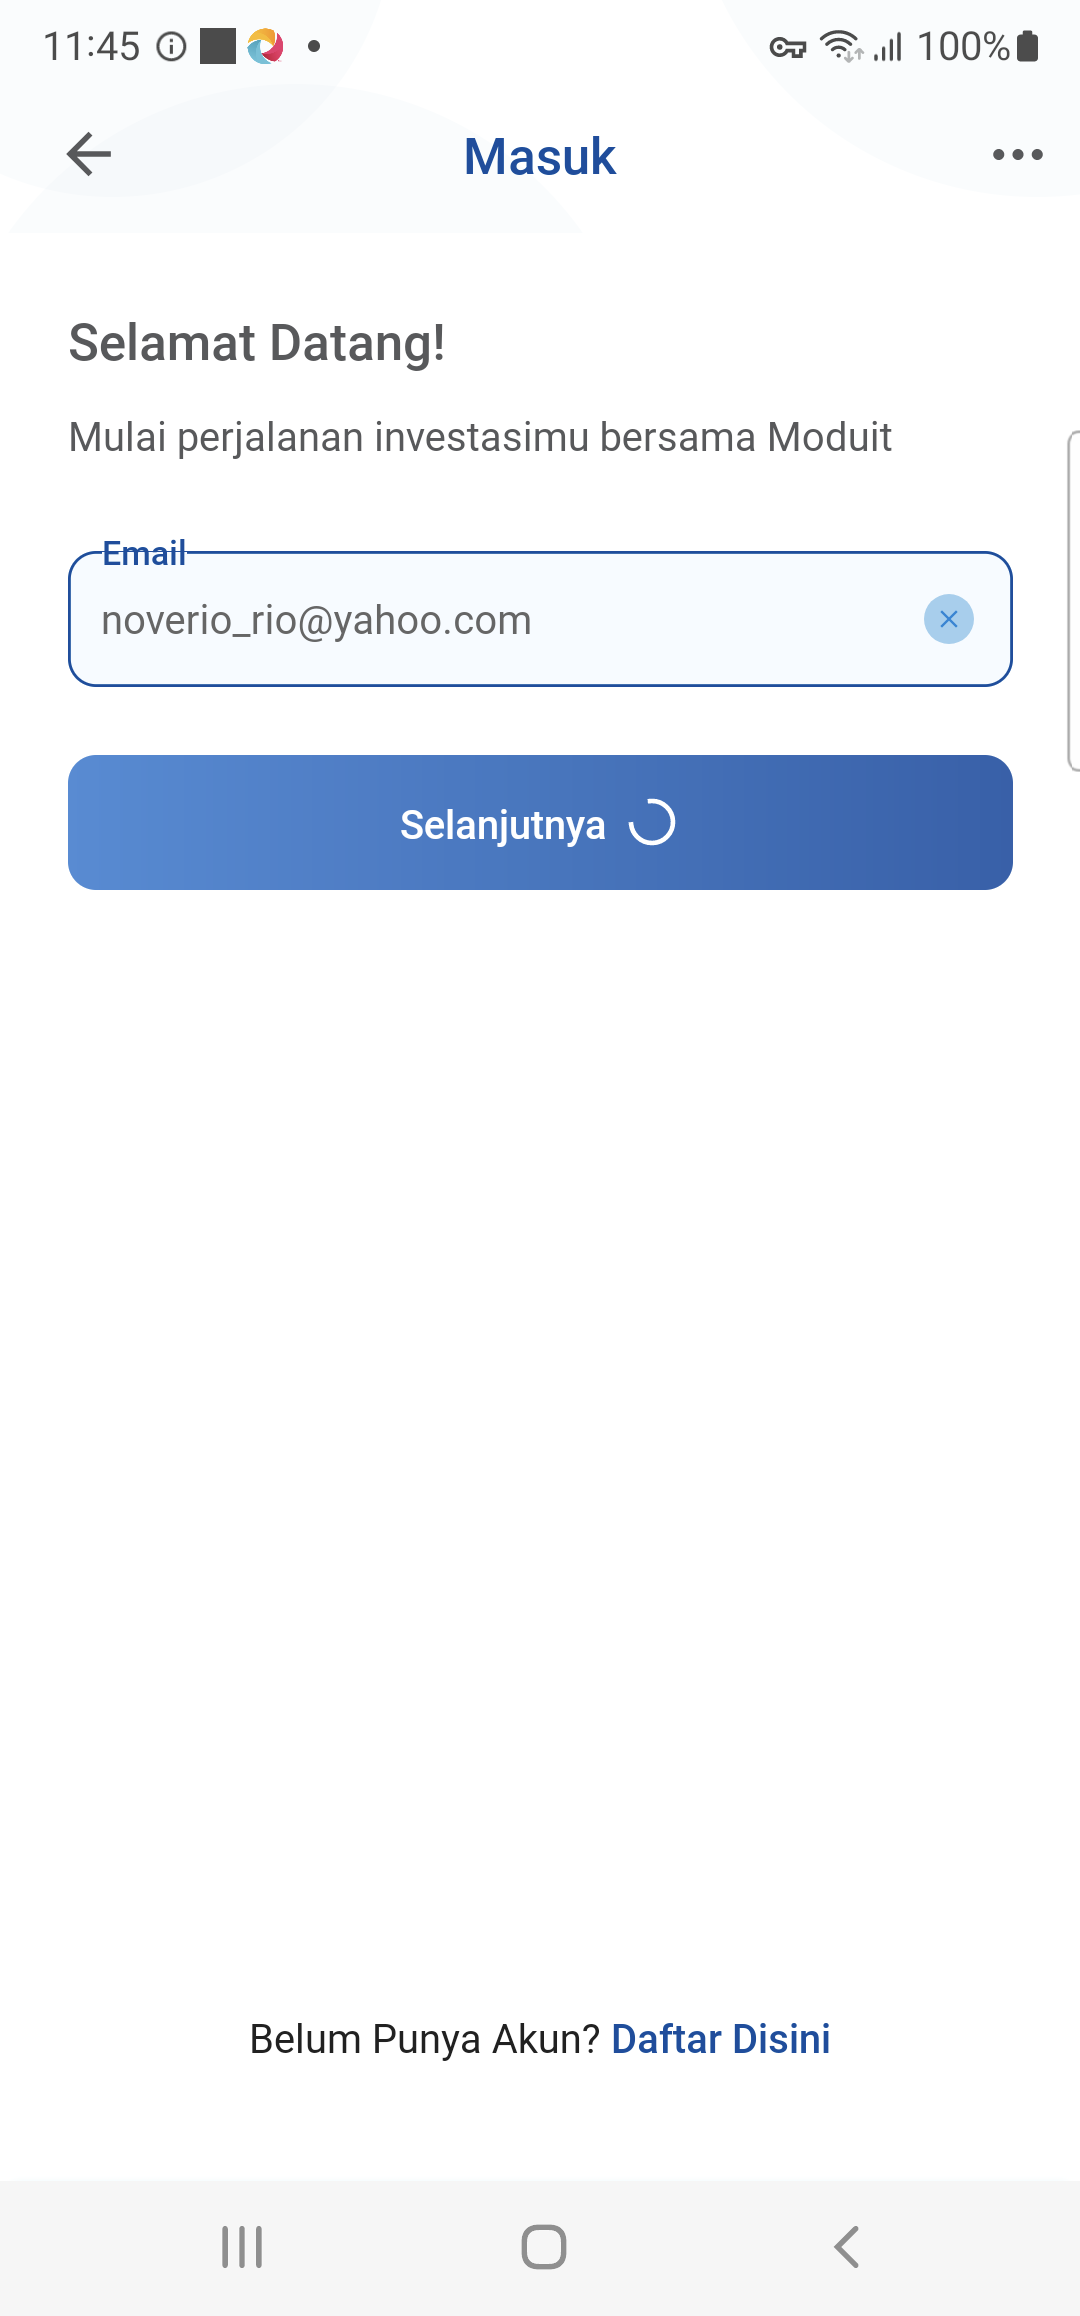 11:45 100%
Masuk
Selamat Datang!
Mulai perjalanan investasimu bersama Moduit
Email
noverio_rio@yahoo.com
Selanjutnya
Belum Punya Akun? Daftar Disini